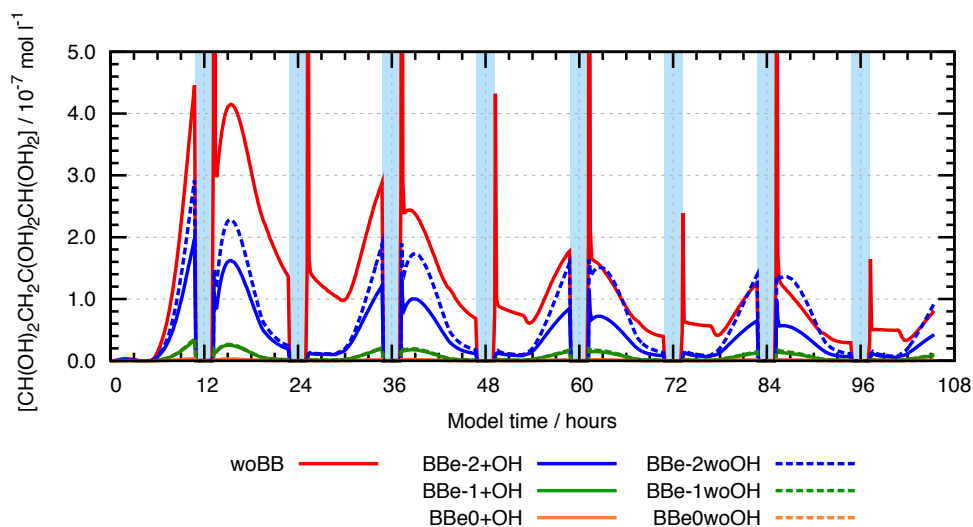 [CH(OH)2CH2C(OH)2CH(OH)2] / 10-7 mol l-1
5.0
4.0
3.0
2.0
1.0
0.0
0 12 24 36 48 60 72 84 96 108
Model time / hours
woBB BBe-2+OH BBe-2woOH
BBe-1+OH BBe-1woOH
BBe0+OH BBe0woOH